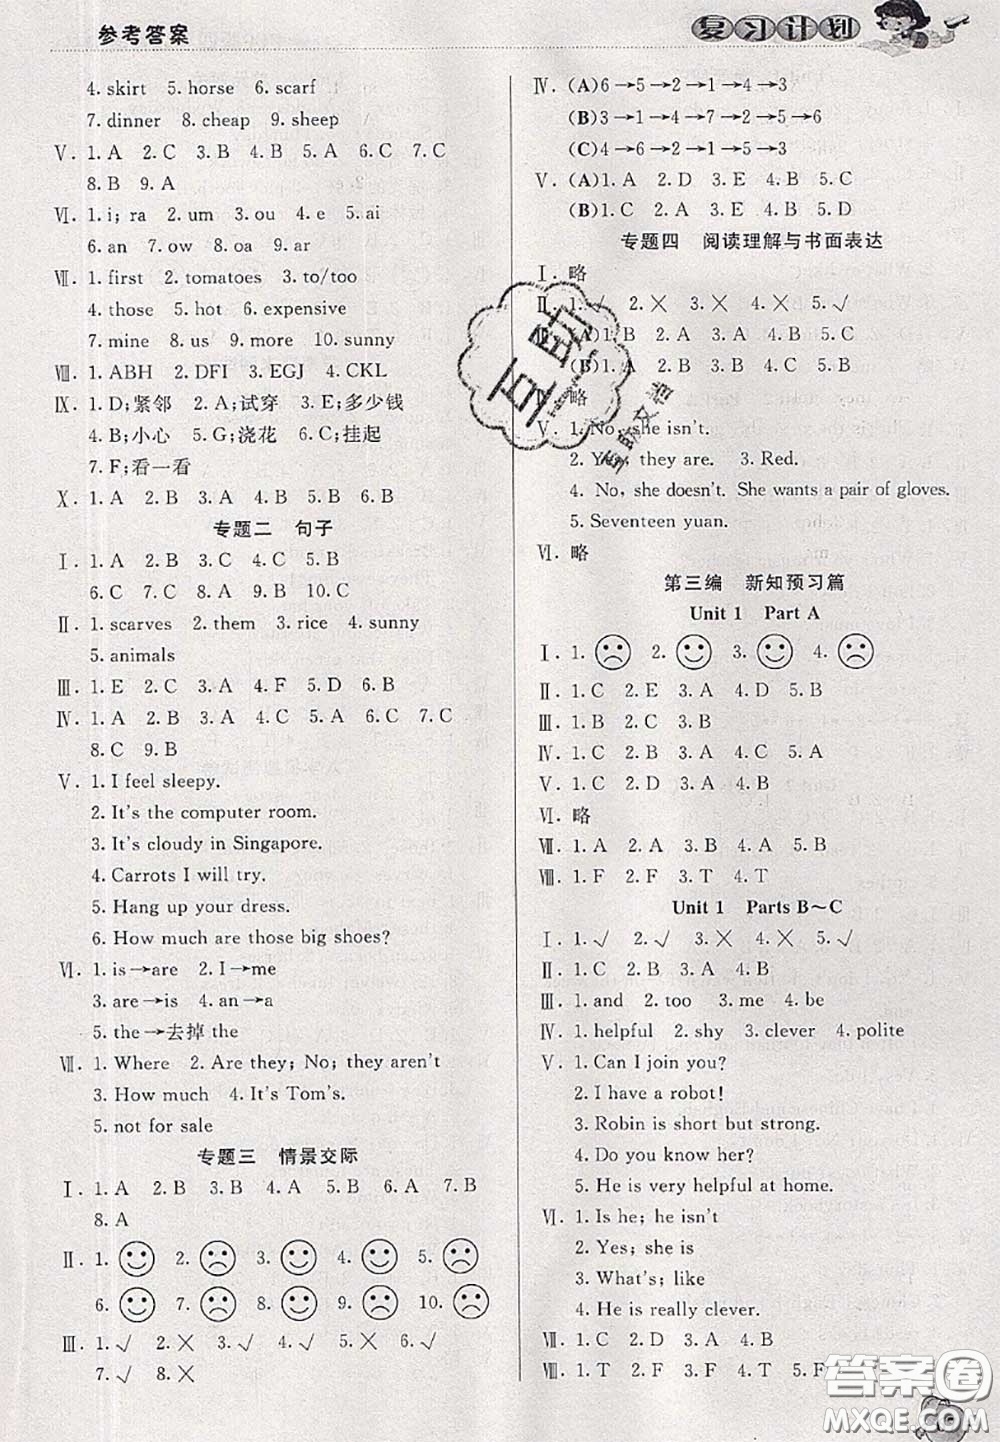 参考答案
复习计划
4. skirt 5. horse 6. scarf
7. dinner 8. cheap 9. sheep
Ⅴ. 1. A 2. C 3. B 4. B 5. A 6. C 7. C
8. B 9. A
Ⅵ. 1. i; ra 2. um 3. ou 4. e 5. ai
6. an 7. ow 8. oa 9. ar
Ⅶ. 1. first 2. tomatoes 3. to/too
4. those 5. hot 6. expensive
7. mine 8. us 9. more 10. sunny
Ⅷ. 1. ABH 2. DFI 3. EGJ 4. CKL
Ⅸ. 1. D;紧邻 2. A;试穿 3. E;多少钱
4. B;小心 5. G;浇花 6. C;挂起
7. F;看一看
Ⅹ. 1. A 2. B 3. A 4. B 5. A 6. B
专题二 句子
Ⅰ. 1. A 2. B 3. C 4. C 5. B
6. C 7. C 8. A 9. B 10. C
Ⅱ. 1. scarves 2. them 3. rice 4. sunny
5. animals
Ⅲ. 1. E 2. C 3. A 4. F 5. D 6. B
Ⅳ. 1. A 2. B 3. A 4. B 5. C 6. C 7. C
8. C 9. B
Ⅴ. 1. I feel sleepy.
2. It's the computer room.
3. It's cloudy in Singapore.
4. Carrots I will try.
5. Hang up your dress.
6. How much are those big shoes?
Ⅵ. 1. is→are 2. I→me
3. are→is 4. an→a
5. the→去掉 the
Ⅶ. 1. Where 2. Are they; No; they aren't
3. How much 4. It's Tom's.
5. not for sale
专题三 情景交际
Ⅰ. 1. A 2. B 3. B 4. A 5. C 6. A 7. B
8. A
Ⅱ. 1. 2. 3. 4. 5.
6. 7. 8. 9. 10.
Ⅲ. 1. √ 2. × 3. √ 4. √ 5. × 6. √
7. √ 8. ×
Ⅳ. (A)6→5→2→1→4→3
(B)3→1→4→7→2→5→6
(C)4→6→2→1→5→3
Ⅴ. (A)1. A 2. D 3. E 4. B 5. C
(B)1. C 2. A 3. E 4. D 5. B
专题四 阅读理解与书面表达
Ⅰ. 略
Ⅱ. 1. √ 2. × 3. × 4. × 5. √
(A)1. B 2. A 3. A 4. B 5. C
(B)1. C 2. B 3. A 4. C 5. B
略
Ⅴ. 1. No, she isn't.
2. Yes, they are. 3. Red.
4. No, she doesn't. She wants a pair of gloves.
5. Seventeen yuan.
Ⅵ. 略
第三编 新知预习篇
Unit 1 Part A
Ⅰ. 1. 2. 3. 4.
Ⅱ. 1. C 2. E 3. A 4. D 5. B
Ⅲ. 1. B 2. C 3. B 4. A
Ⅳ. 1. C 2. A 3. B 4. C 5. A
Ⅴ. 1. C 2. A 3. B 4. C
Ⅵ. 略
Ⅶ. 1. A 2. A 3. B 4. A 5. B
Ⅷ. 1. F 2. F 3. T 4. T
Unit 1 Parts B～C
Ⅰ. 1. √ 2. √ 3. × 4. × 5. √
Ⅱ. 1. C 2. B 3. A 4. C 5. A
Ⅲ. 1. and 2. too 3. me 4. be
Ⅳ. 1. helpful 2. shy 3. clever 4. polite
Ⅴ. 1. Can I join you?
2. I have a robot!
3. Robin is short but strong.
4. Do you know her?
5. He is very helpful at home.
Ⅵ. 1. Is he; he isn't
2. Yes; she is
3. What's; like
4. He is really clever.
Ⅶ. 1. C 2. B 3. A 4. B
Ⅷ. 1. T 2. F 3. F 4. T 5. F
答案圈
MXQE.COM